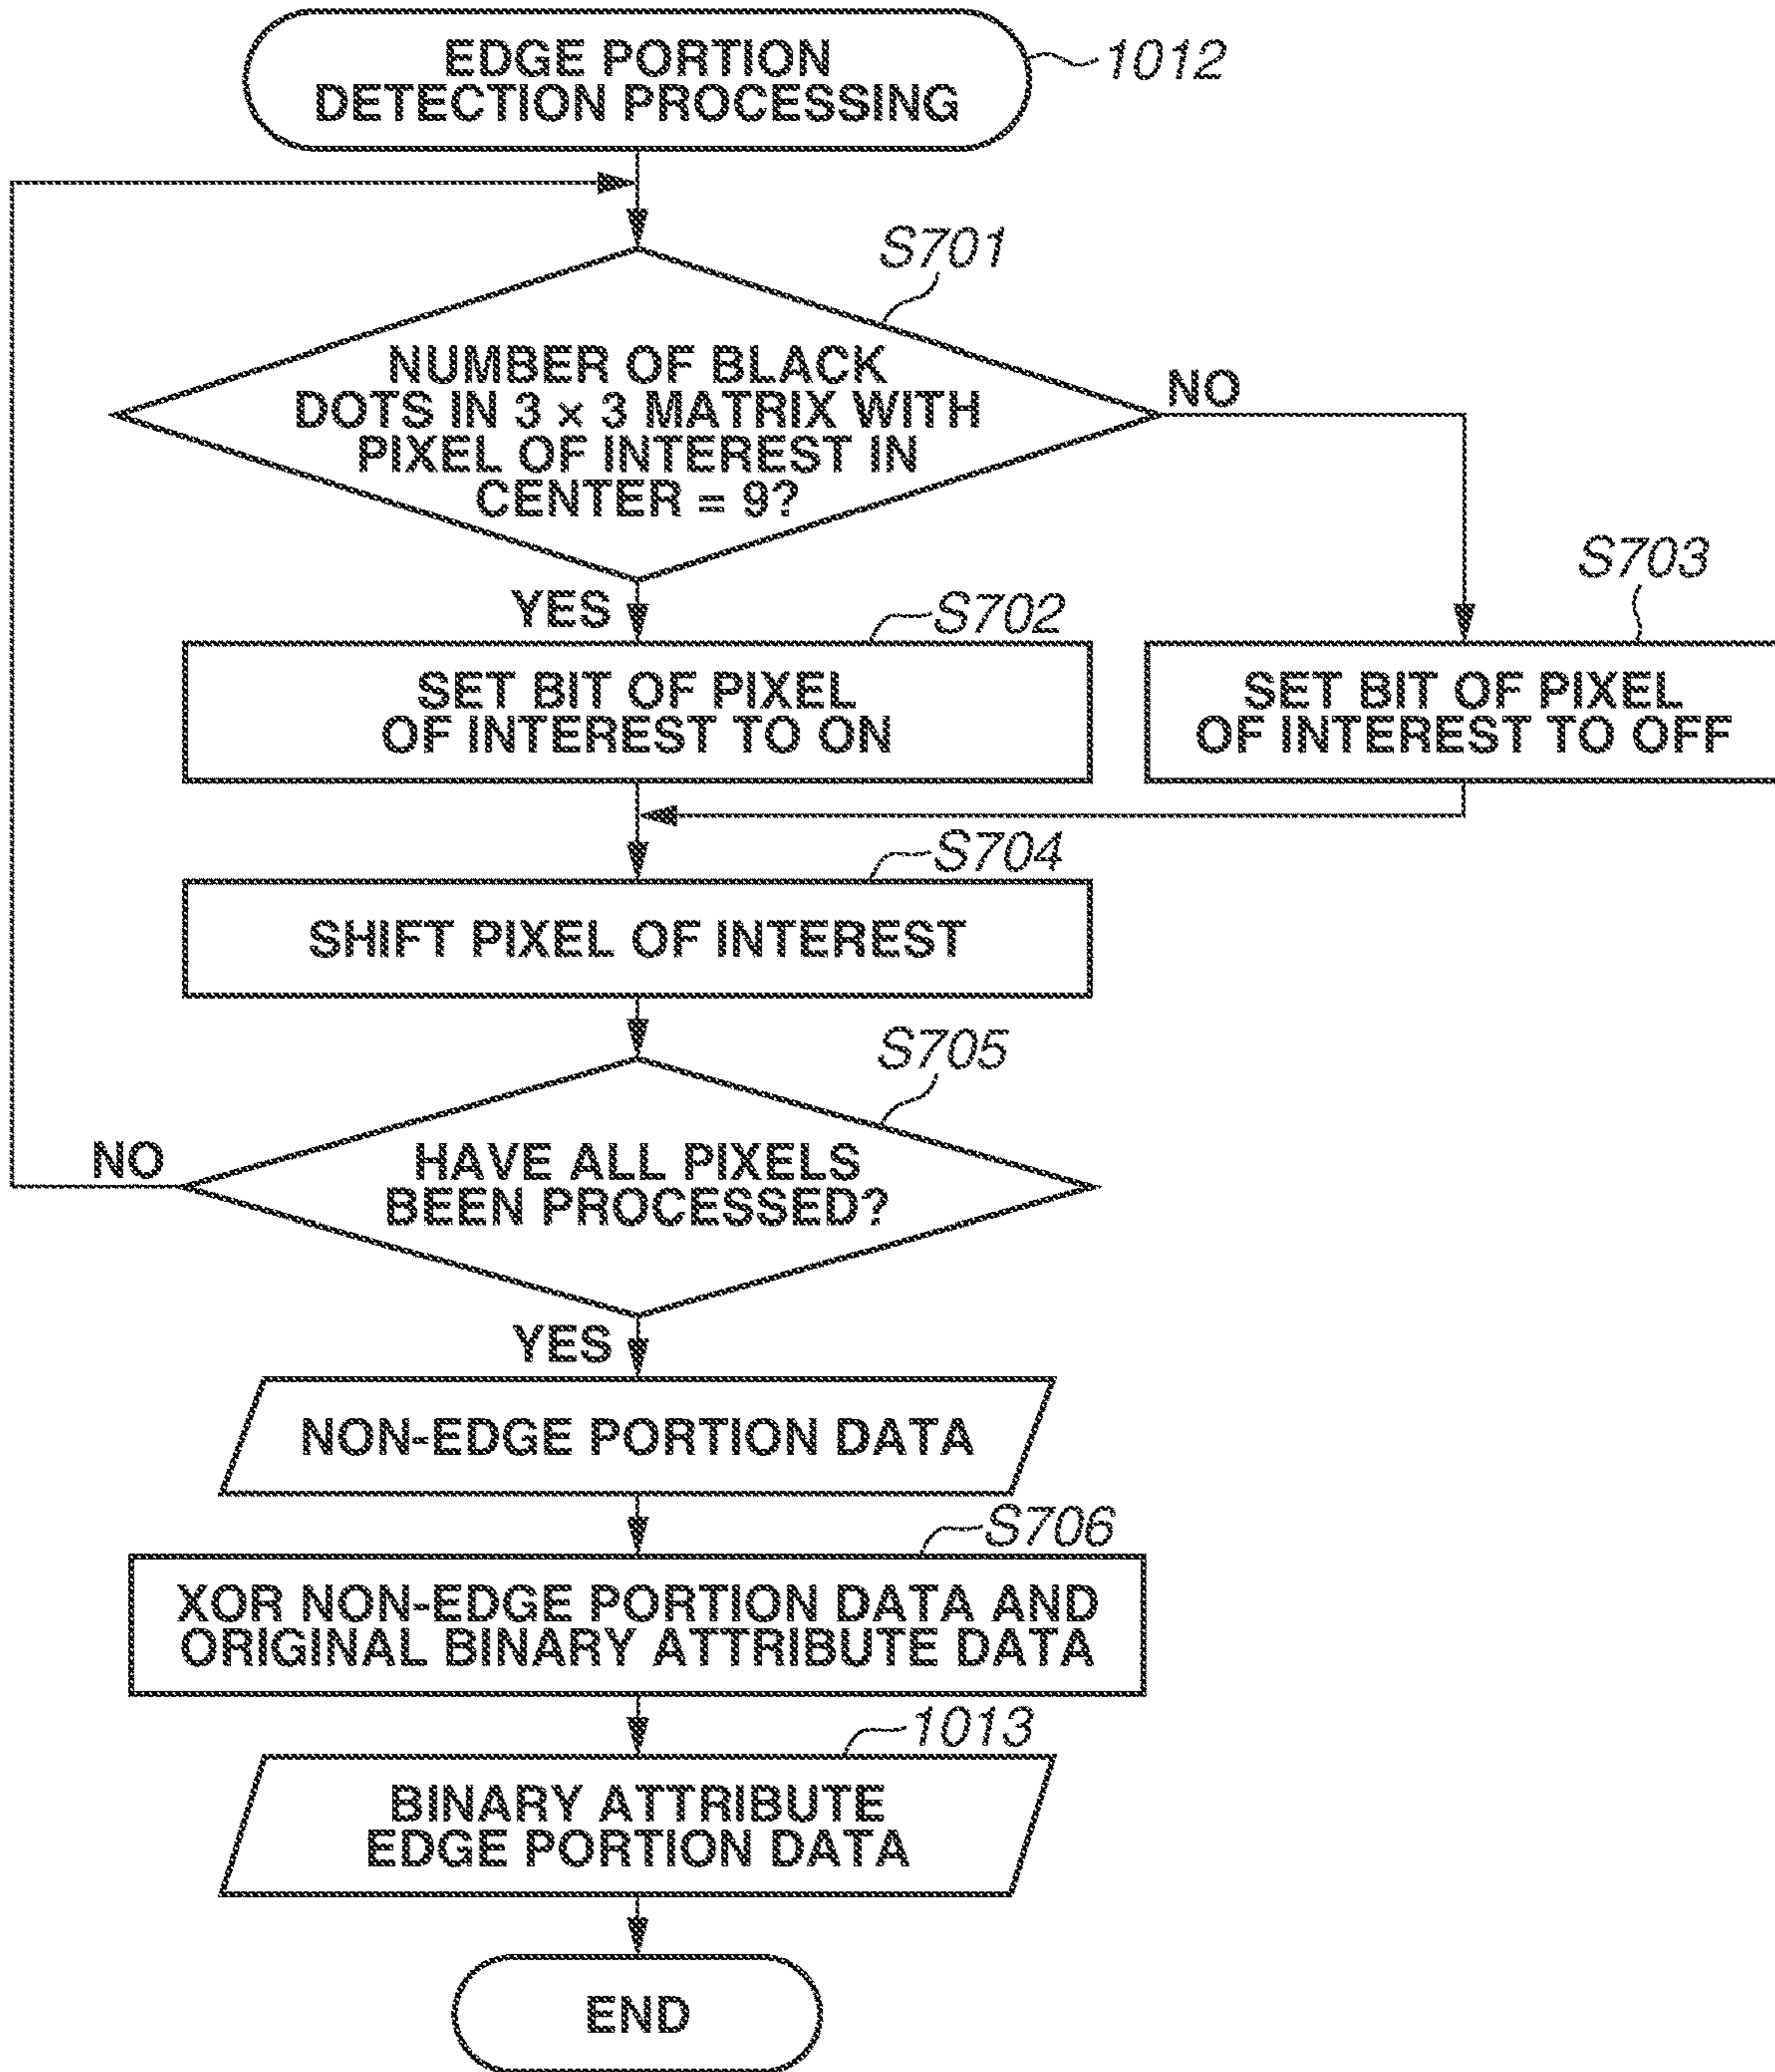 EDGE PORTION
DETECTION PROCESSING
1012
S701
NUMBER OF BLACK
DOTS IN 3 × 3 MATRIX WITH
PIXEL OF INTEREST IN
CENTER = 9?
NO
YES
S702
S703
SET BIT OF PIXEL
OF INTEREST TO ON
SET BIT OF PIXEL
OF INTEREST TO OFF
S704
SHIFT PIXEL OF INTEREST
S705
HAVE ALL PIXELS
BEEN PROCESSED?
NO
YES
NON-EDGE PORTION DATA
S706
XOR NON-EDGE PORTION DATA AND
ORIGINAL BINARY ATTRIBUTE DATA
1013
BINARY ATTRIBUTE
EDGE PORTION DATA
END